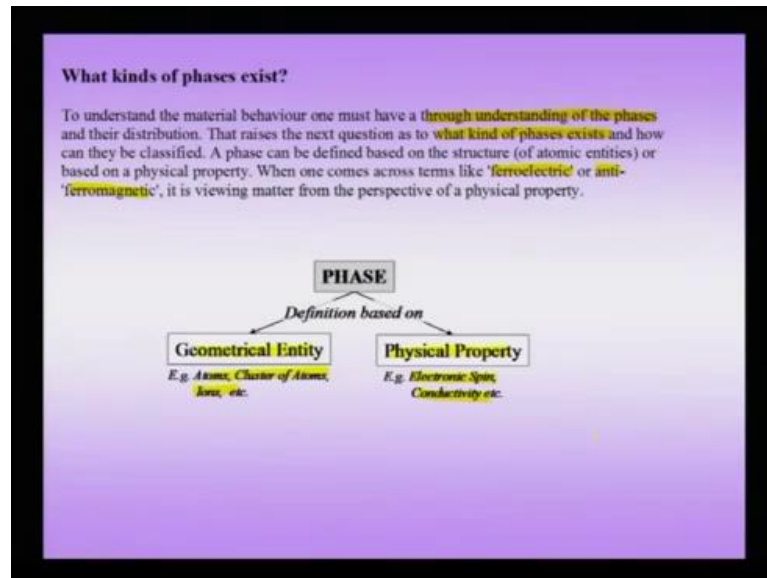 What kinds of phases exist?
To understand the material behaviour one must have a through understanding of the phases
and their distribution. That raises the next question as to what kind of phases exists and how
can they be classified. A phase can be defined based on the structure (of atomic entities) or
based on a physical property. When one comes across terms like 'ferroelectric' or anti-
'ferromagnetic', it is viewing matter from the perspective of a physical property.
PHASE
Definition based on
Geometrical Entity
Physical Property
E.g. Atoms, Cluster of Atoms,
Ions, etc.
E.g. Electronic Spin,
Conductivity etc.